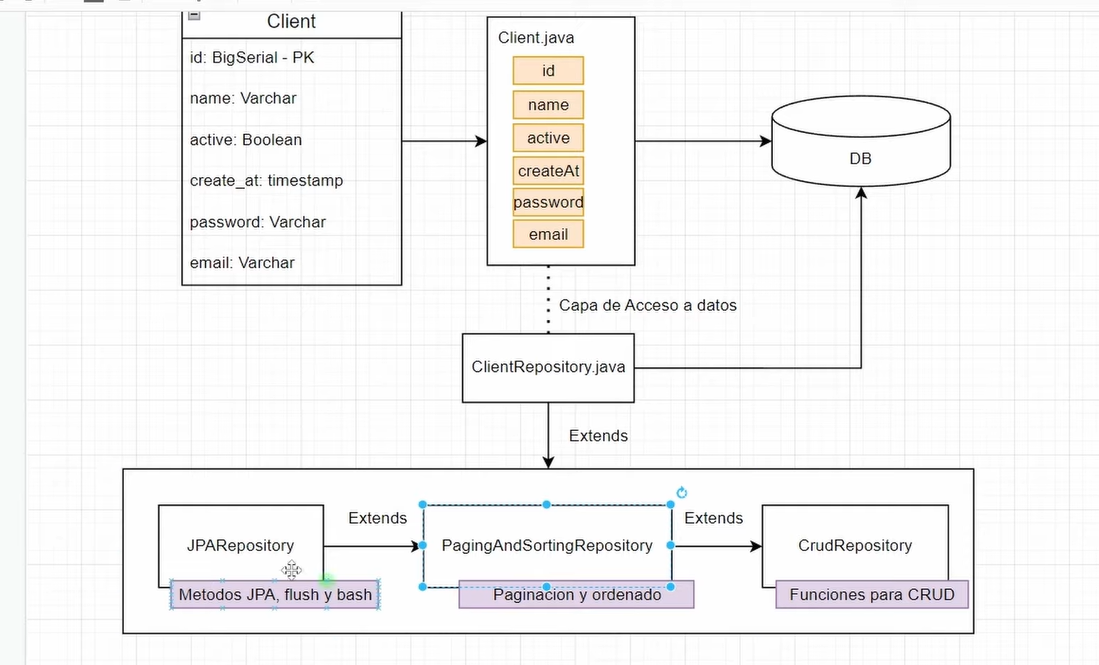 Client
id: BigSerial - PK
name: Varchar
active: Boolean
create_at: timestamp
password: Varchar
email: Varchar
Client.java
id
name
active
createAt
password
email
DB
Capa de Acceso a datos
ClientRepository.java
Extends
JPARepository
Extends
PagingAndSortingRepository
Extends
CrudRepository
Metodos JPA, flush y bash
Paginacion y ordenado
Funciones para CRUD